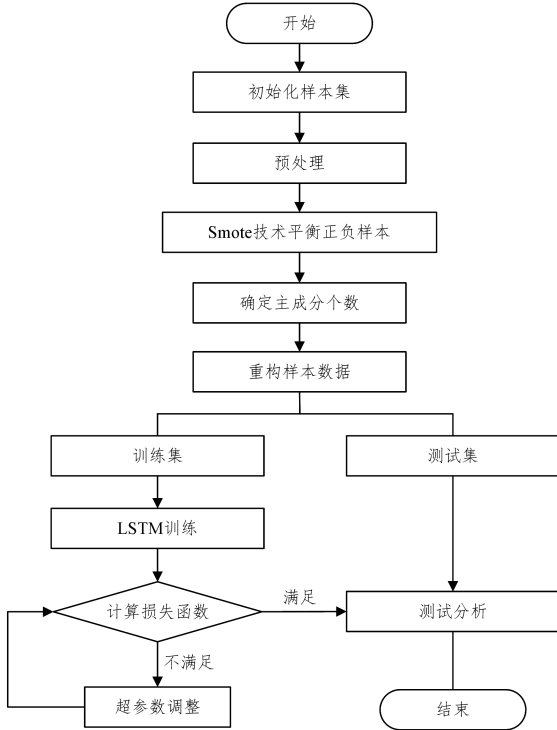 开始
初始化样本集
预处理
Smote技术平衡正负样本
确定主成分个数
重构样本数据
训练集
测试集
LSTM训练
计算损失函数
满足
测试分析
不满足
超参数调整
结束